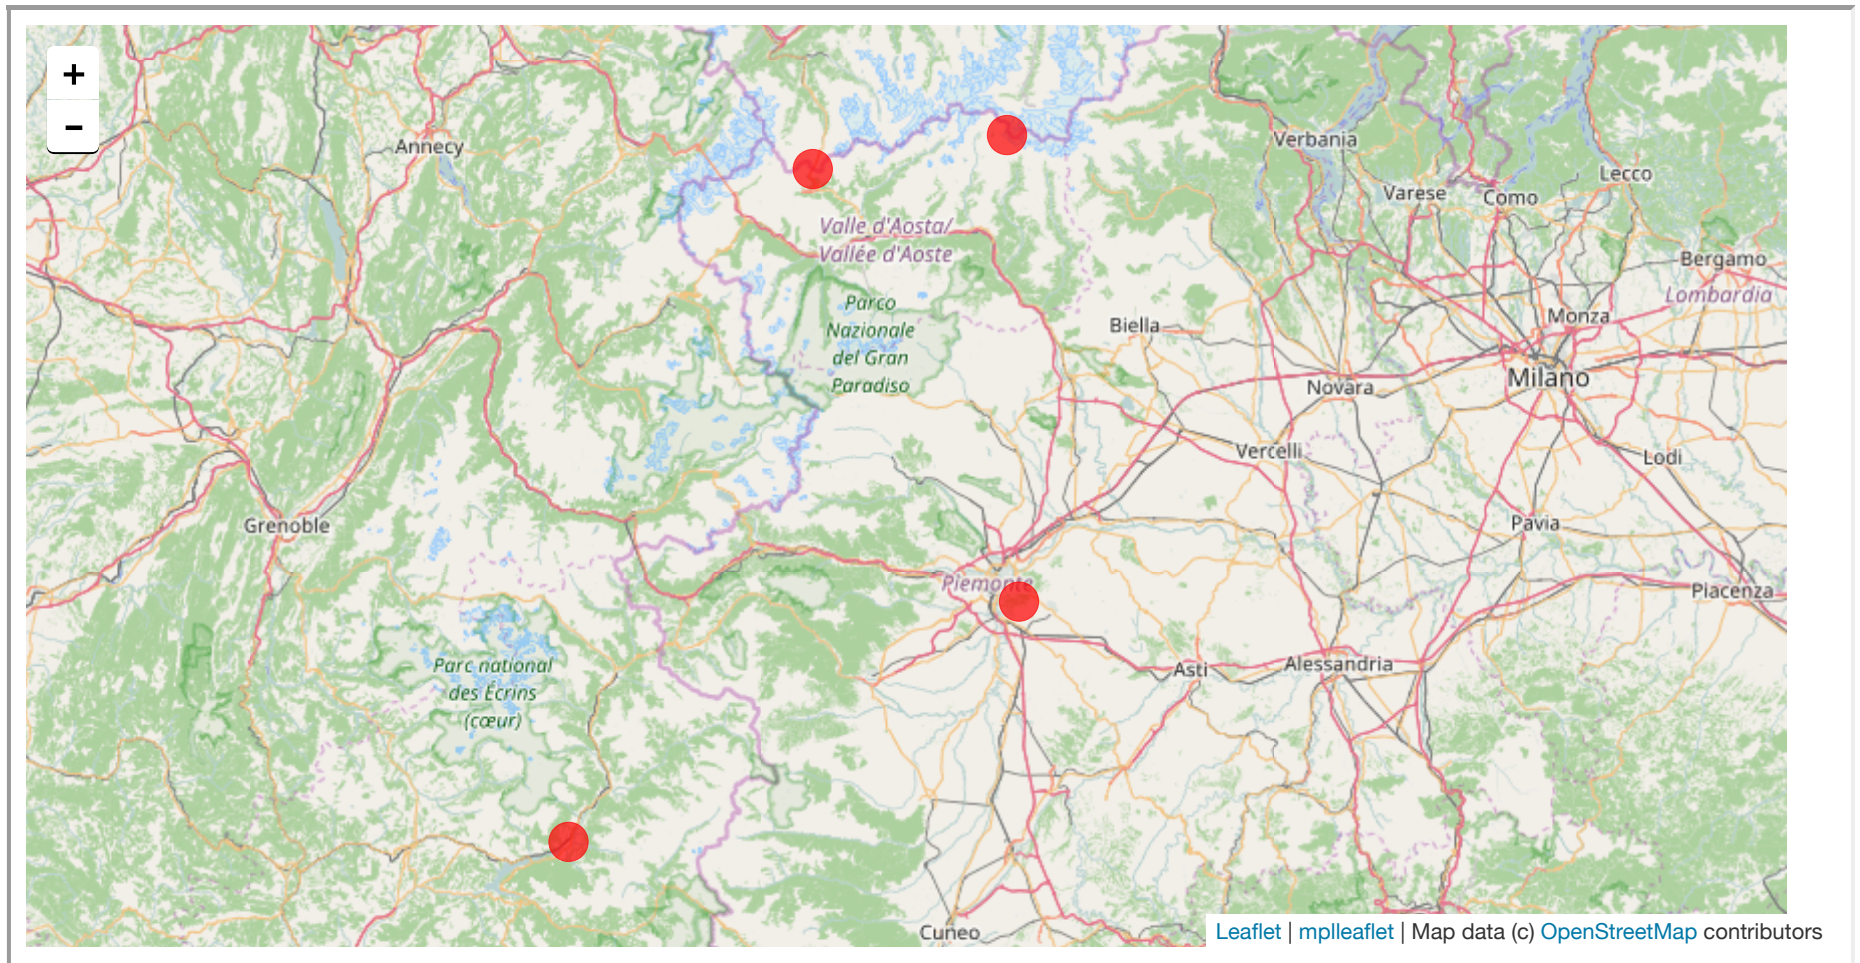 +
−
Annecy
Verbania
Varese
Como
Lecco
Valle d'Aosta/
Vallée d'Aoste
Bergamo
Lombardia
Parco
Nazionale
del Gran
Paradiso
Biella
Monza
Milano
Novara
Vercelli
Lodi
Grenoble
Pavia
Piemonte
Piacenza
Parc national
des Écrins
(cœur)
Asti
Alessandria
Cuneo
Leaflet | mplleaflet | Map data (c) OpenStreetMap contributors